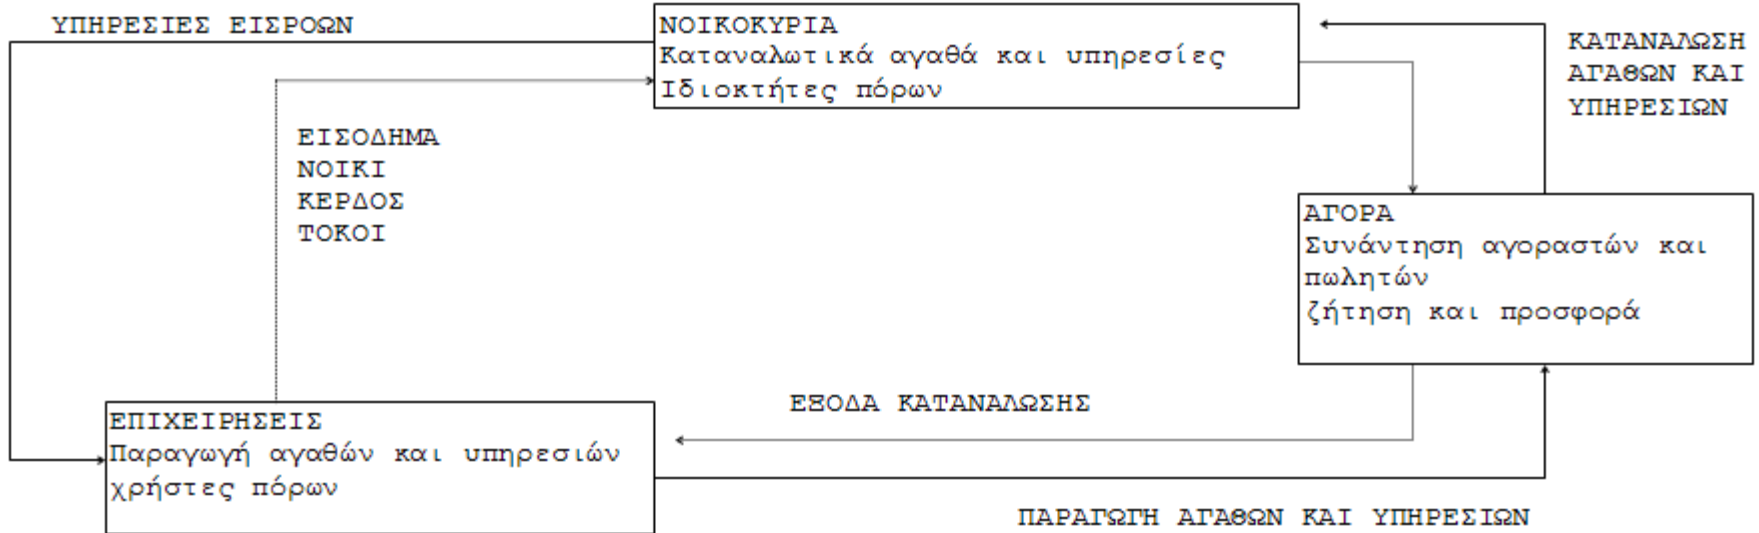 ΥΠΗΡΕΣΙΕΣ ΕΙΣΡΟΩΝ
ΝΟΙΚΟΚΥΡΙΑ
Καταναλωτικά αγαθά και υπηρεσίες
Ιδιοκτήτες πόρων
ΚΑΤΑΝΑΛΩΣΗ
ΑΓΑΘΩΝ ΚΑΙ
ΥΠΗΡΕΣΙΩΝ
ΕΙΣΟΔΗΜΑ
ΝΟΙΚΙ
ΚΕΡΔΟΣ
ΤΟΚΟΙ
ΑΓΟΡΑ
Συνάντηση αγοραστών και
πωλητών
ζήτηση και προσφορά
ΕΞΟΔΑ ΚΑΤΑΝΑΛΩΣΗΣ
ΕΠΙΧΕΙΡΗΣΕΙΣ
Παραγωγή αγαθών και υπηρεσιών
χρήστες πόρων
ΠΑΡΑΓΩΓΗ ΑΓΑΘΩΝ ΚΑΙ ΥΠΗΡΕΣΙΩΝ